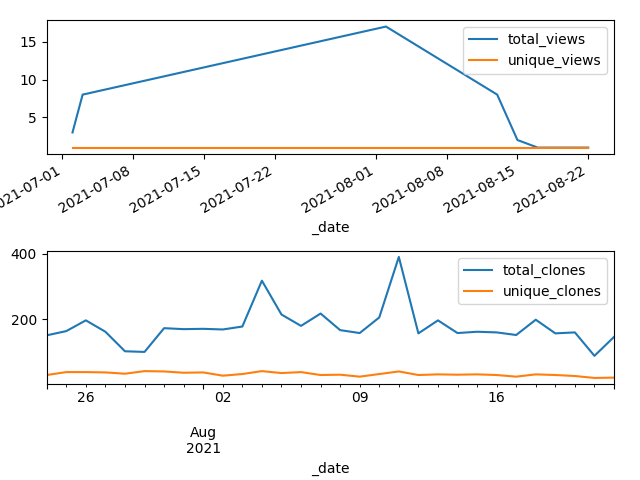 15
10
5
total_views
unique_views
2021-07-01
2021-07-08
2021-07-15
2021-07-22
2021-08-01
2021-08-08
2021-08-15
2021-08-22
_date
400
200
total_clones
unique_clones
26
02
09
16
Aug
2021
_date